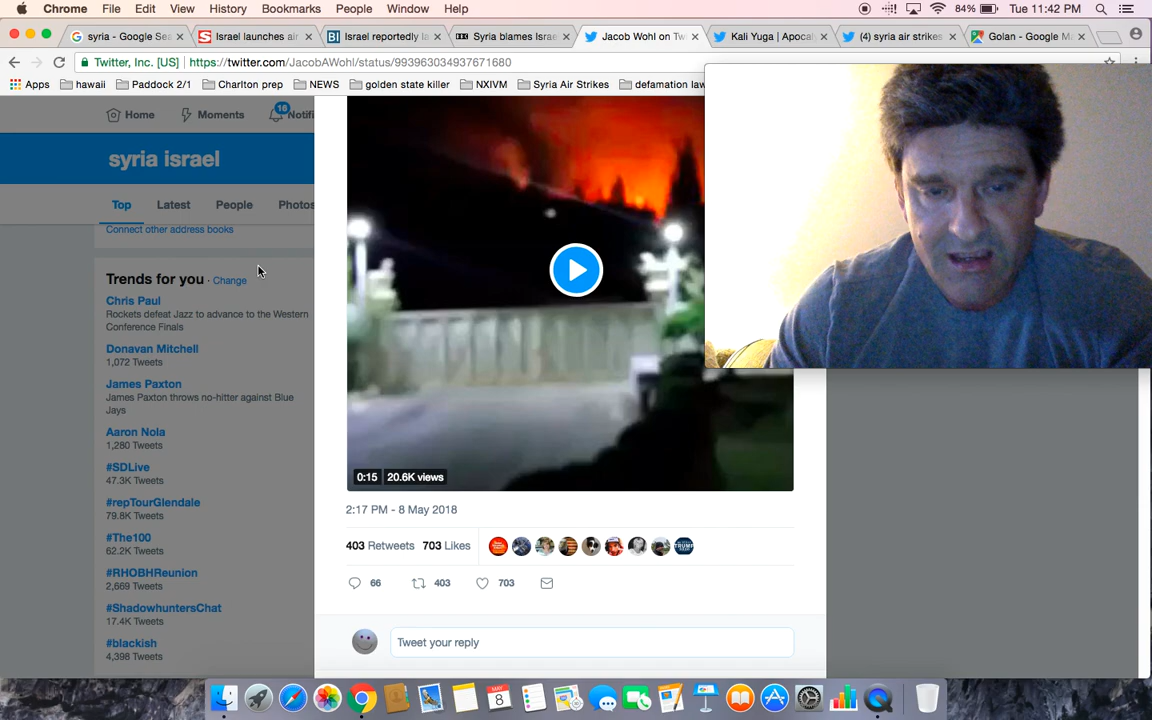 Chrome File Edit View History Bookmarks People Window Help 84% Tue 11:42 PM
syria - Google Sea Israel launches air Israel reportedly la Syria blames Israe Jacob Wohl on Tw Kali Yuga | Apocal (4) syria air strikes Golan - Google Ma
Twitter, Inc. [US] https://twitter.com/JacobAWohl/status/993963034937671680
Apps hawaii Paddock 2/1 Charlton prep NEWS golden state killer NXIVM Syria Air Strikes defamation law
Home Moments 16 Notifi
syria israel
Top Latest People Photos
Connect other address books
Trends for you · Change
Chris Paul
Rockets defeat Jazz to advance to the Western
Conference Finals
Donavan Mitchell
1,072 Tweets
James Paxton
James Paxton throws no-hitter against Blue
Jays
Aaron Nola
1,280 Tweets
#SDLive
47.3K Tweets
#repTourGlendale
79.8K Tweets
#The100
62.2K Tweets
#RHOBHReunion
2,669 Tweets
#ShadowhuntersChat
17.4K Tweets
#blackish
4,398 Tweets
0:15 20.6K views
2:17 PM - 8 May 2018
403 Retweets 703 Likes
66 403 703
Tweet your reply
MAY
8